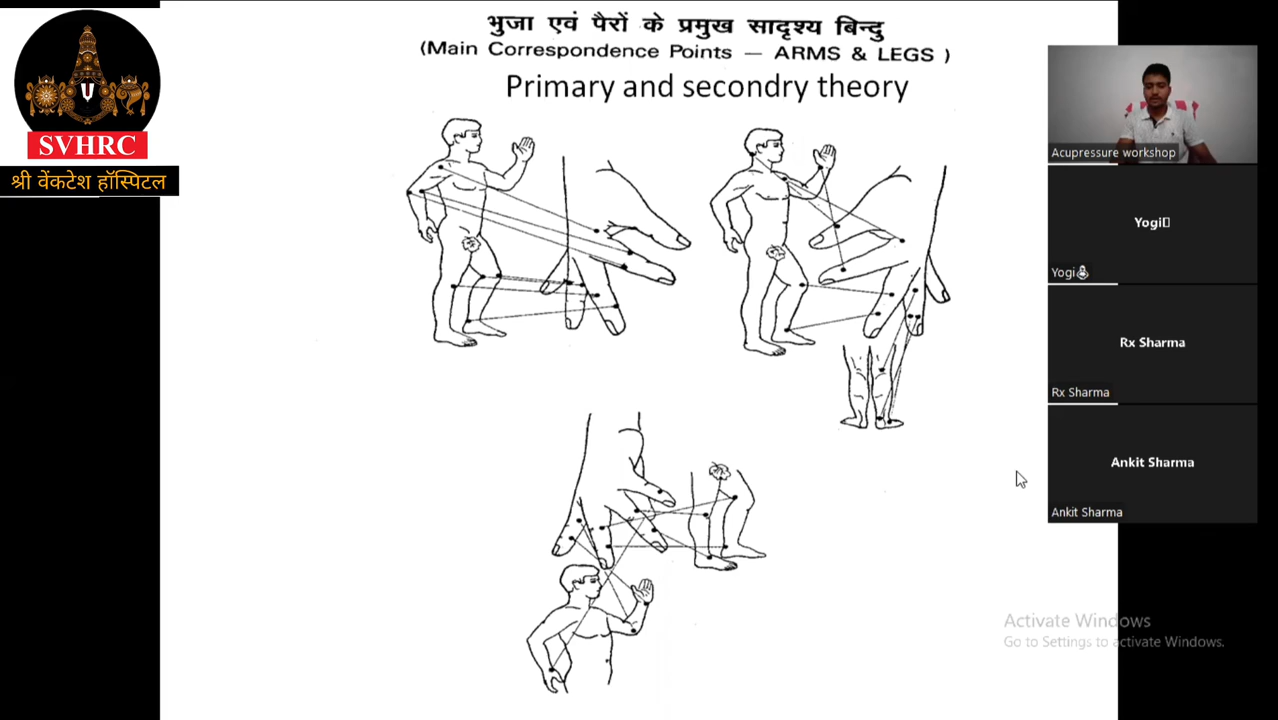 भुजा एवं पैरों के प्रमुख सादृश्य बिन्दु
(Main Correspondence Points — ARMS & LEGS )
Primary and secondry theory
SVHRC
श्री वेंकटेश हॉस्पिटल
Acupressure workshop
Yogi
Yogi
Rx Sharma
Rx Sharma
Ankit Sharma
Ankit Sharma
Activate Windows
Go to Settings to activate Windows.